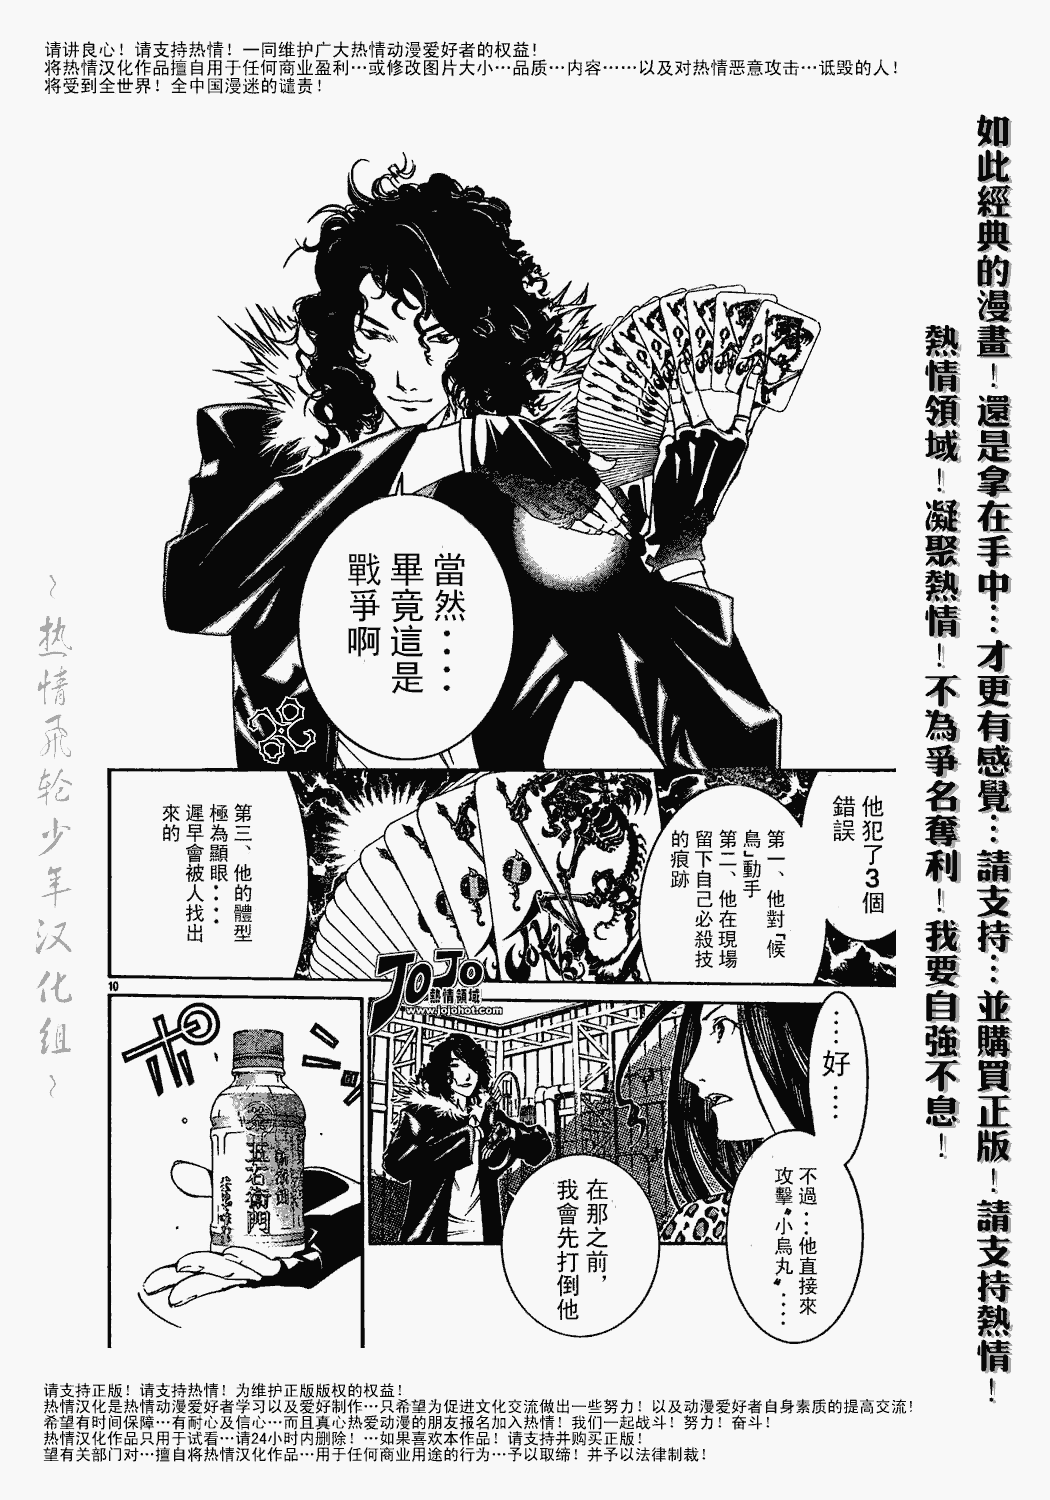 请讲良心！请支持热情！一同维护广大热情动漫爱好者的权益！
将热情汉化作品擅自用于任何商业盈利…或修改图片大小…品质…内容……以及对热情恶意攻击…诋毁的人！
将受到全世界！全中国漫迷的谴责！
如此經典的漫畫！還是拿在手中…才更有感覺…請支持…並購買正版！請支持熱情！
熱情領域！凝聚熱情！不為爭名奪利！我要自強不息！
~热情飛轮少年汉化组~
當然····
畢竟這是
戰爭啊
他犯了3個
錯誤
第一、他對「候
鳥」動手
第二、他在現場
留下自己必殺技
的痕跡
第三、他的體型
極為顯眼····
遲早會被人找出
來的
10
JOJO
熱情領域
www.jojohot.com
····好····
不過…他直接來
攻擊〝小烏丸〞····
在那之前，
我會先打倒他
ポ
五右衛門
请支持正版！请支持热情！为维护正版版权的权益！
热情汉化是热情动漫爱好者学习以及爱好制作…只希望为促进文化交流做出一些努力！以及动漫爱好者自身素质的提高交流！
希望有时间保障…有耐心及信心…而且真心热爱动漫的朋友报名加入热情！我们一起战斗！努力！奋斗！
热情汉化作品只用于试看…请24小时内删除！…如果喜欢本作品！请支持并购买正版！
望有关部门对…擅自将热情汉化作品…用于任何商业用途的行为…予以取缔！并予以法律制裁！